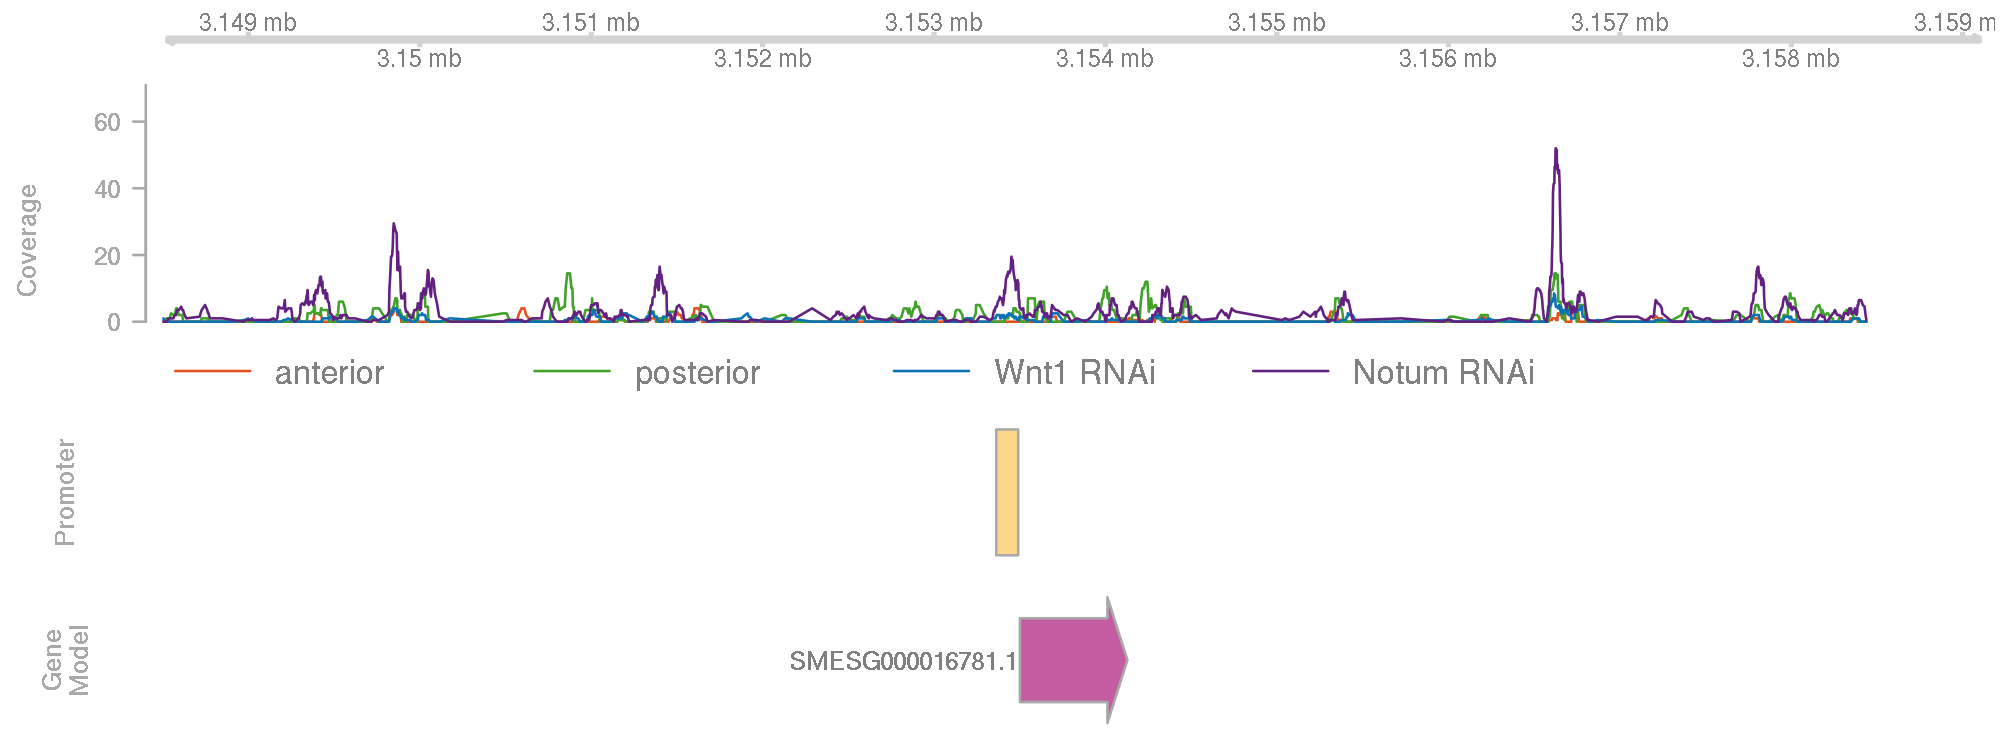 3.149 mb 3.151 mb 3.153 mb 3.155 mb 3.157 mb 3.159 m
3.15 mb 3.152 mb 3.154 mb 3.156 mb 3.158 mb
Coverage
60
40
20
0
anterior posterior Wnt1 RNAi Notum RNAi
Promoter
Gene
Model
SMESG000016781.1